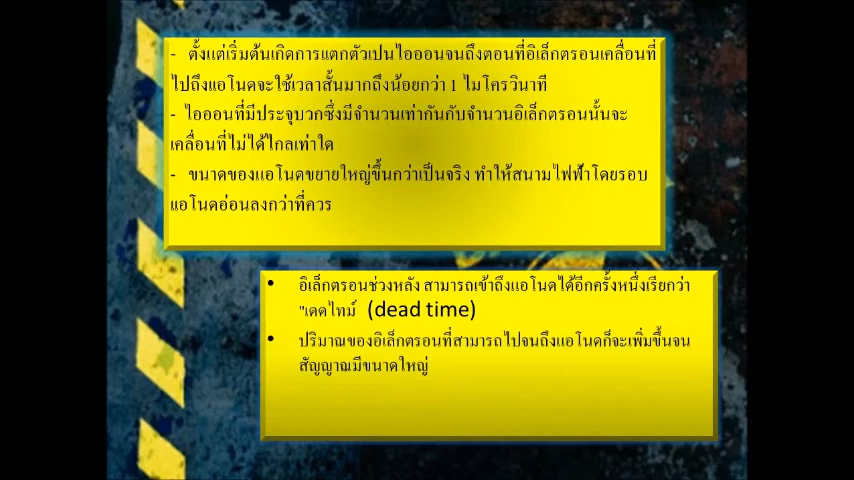 - ตั้งแต่เริ่มต้นเกิดการแตกตัวเปนไอออนจนถึงตอนที่อิเล็กตรอนเคลื่อนที่
ไปถึงแอโนดจะใช้เวลาสั้นมากถึงน้อยกว่า 1 ไมโครวินาที
- ไอออนที่มีประจุบวกซึ่งมีจำนวนเท่ากันกับจำนวนอิเล็กตรอนนั้นจะ
เคลื่อนที่ไม่ได้ไกลเท่าใด
- ขนาดของแอโนดขยายใหญ่ขึ้นกว่าเป็นจริง ทำให้สนามไฟฟ้าโดยรอบ
แอโนดอ่อนลงกว่าที่ควร
• อิเล็กตรอนช่วงหลัง สามารถเข้าถึงแอโนดได้อีกครั้งหนึ่งเรียกว่า
"เดดไทม์ (dead time)
• ปริมาณของอิเล็กตรอนที่สามารถไปจนถึงแอโนดก็จะเพิ่มขึ้นจน
สัญญาณมีขนาดใหญ่